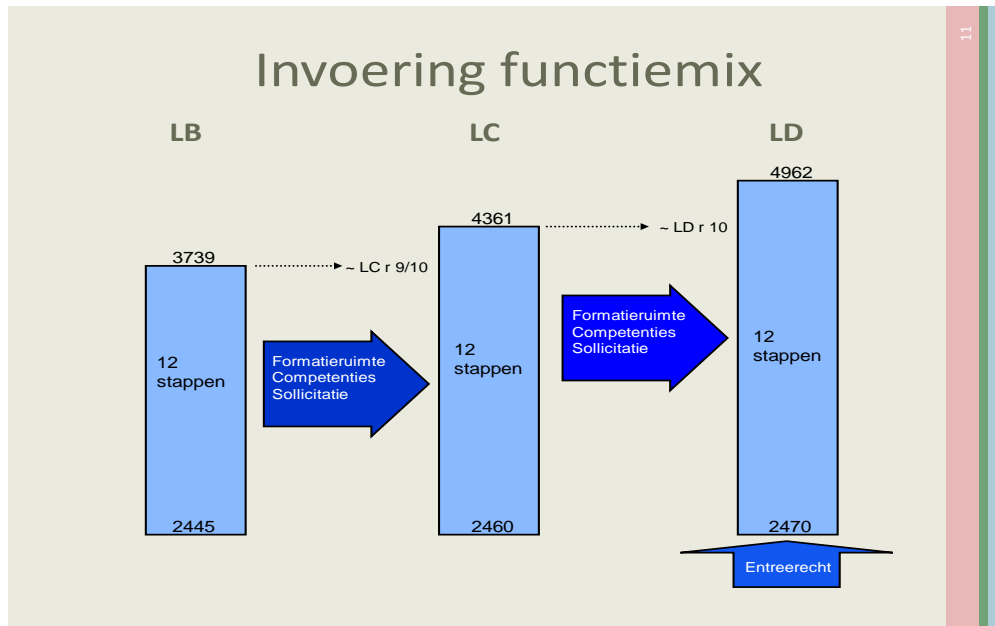 11
Invoering functiemix
LB
LC
LD
4962
4361
~ LD r 10
3739
~ LC r 9/10
Formatieruimte
Competenties
Sollicitatie
12
stappen
12
stappen
12
stappen
Formatieruimte
Competenties
Sollicitatie
2445
2460
2470
Entreerecht